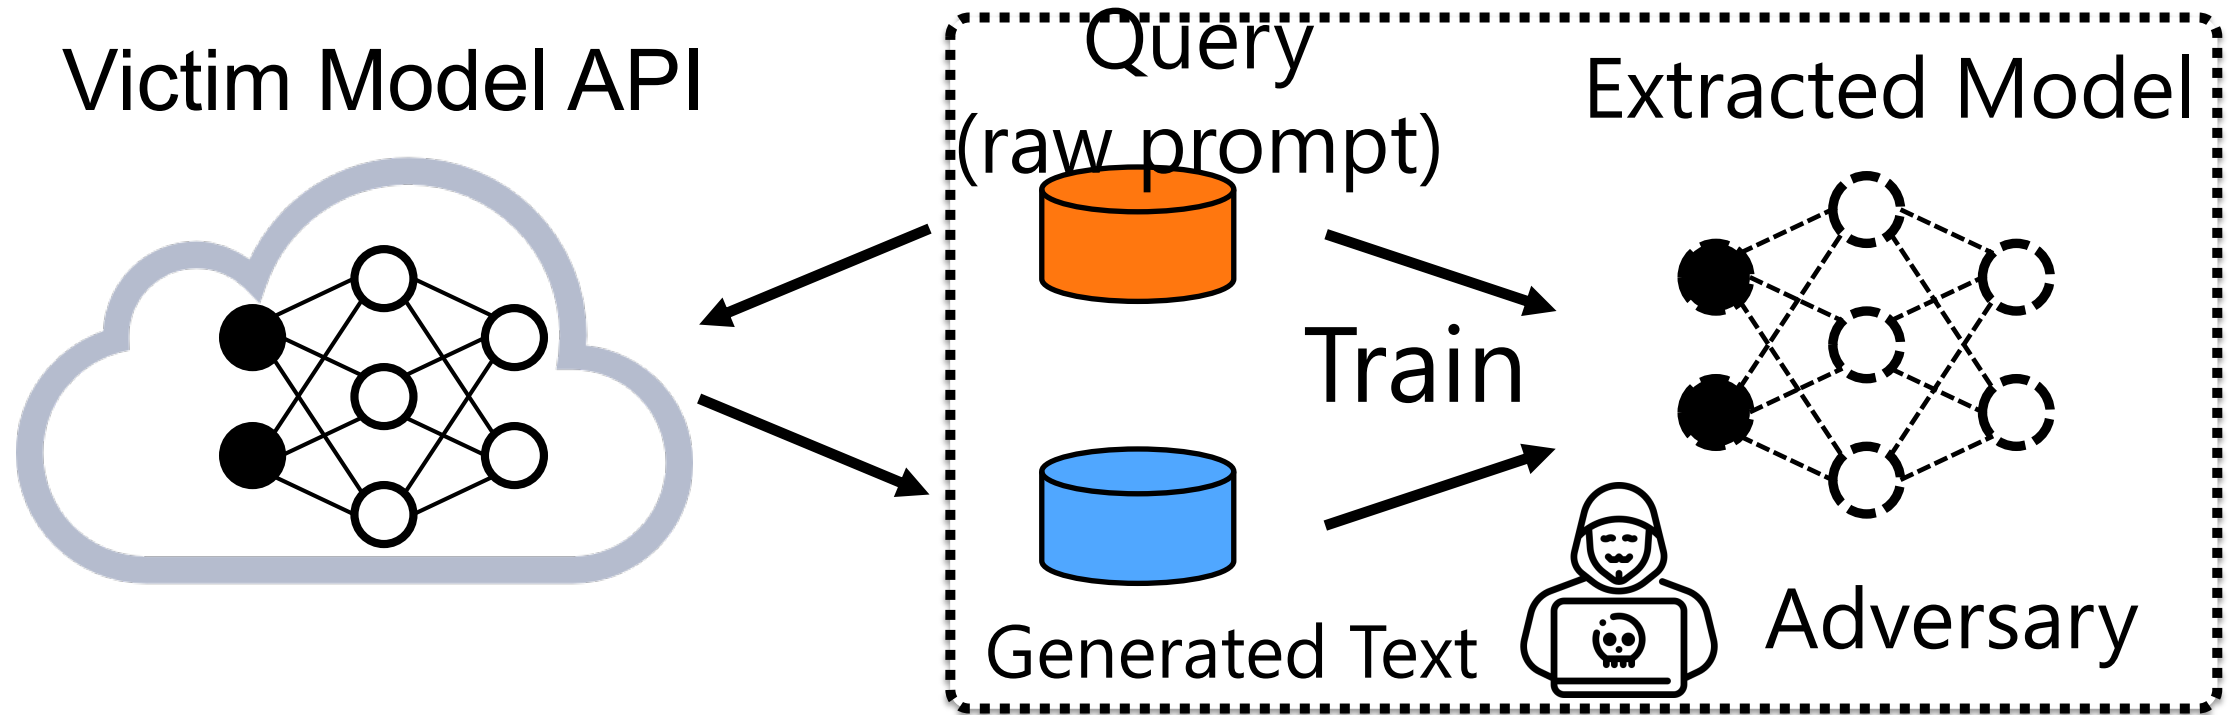 Victim Model API
Query
(raw prompt)
Extracted Model
Train
Generated Text
Adversary